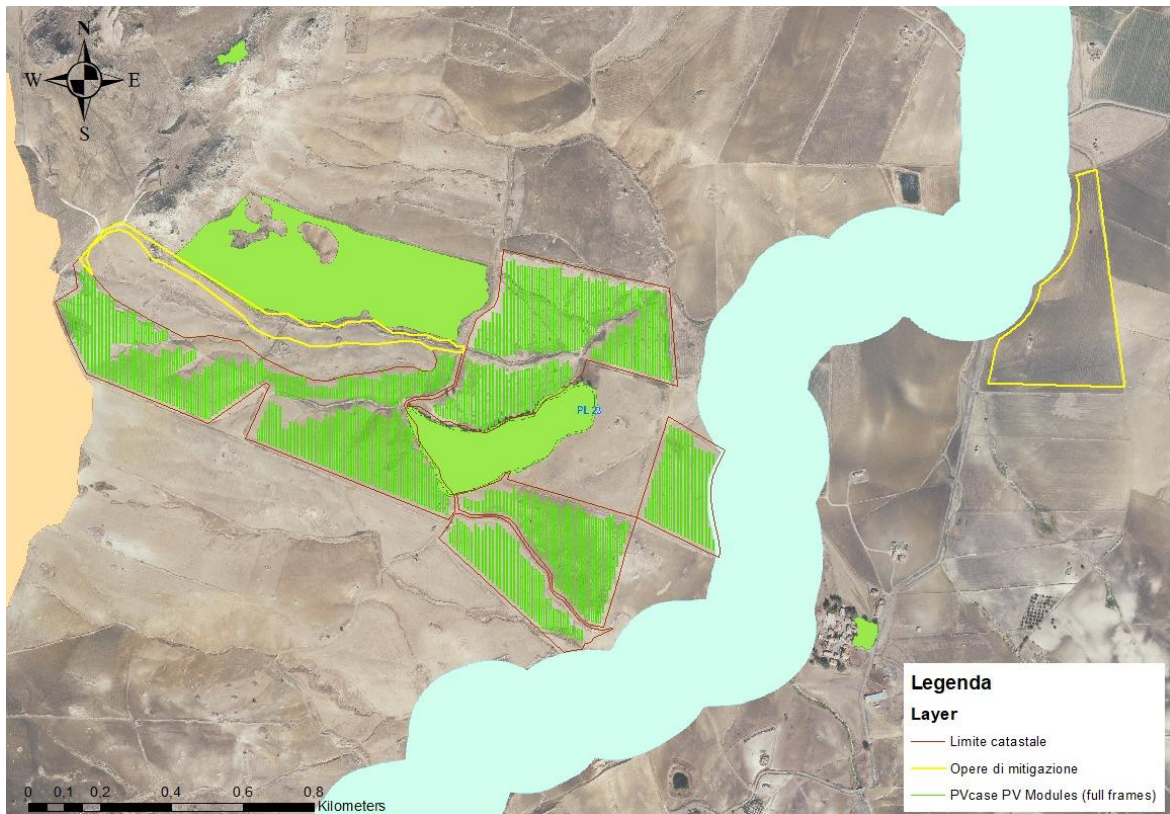 N
W E
S
PL 23
Legenda
Layer
Limite catastale
Opere di mitigazione
PVcase PV Modules (full frames)
0 0,1 0,2 0,4 0,6 0,8
Kilometers